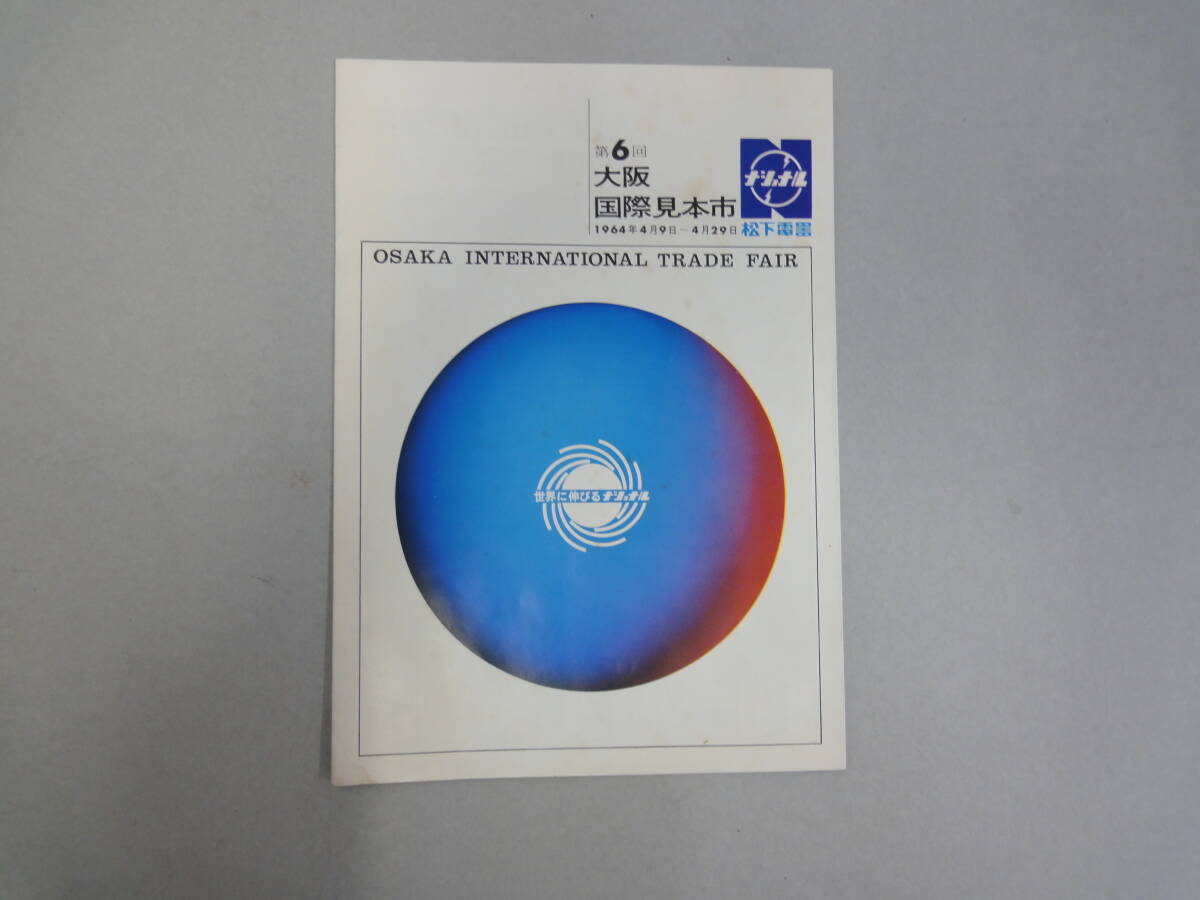 第6回
大阪
国際見本市
1964年4月9日-4月29日
ナショナル
松下電器
OSAKA INTERNATIONAL TRADE FAIR
世界に伸びるナショナル